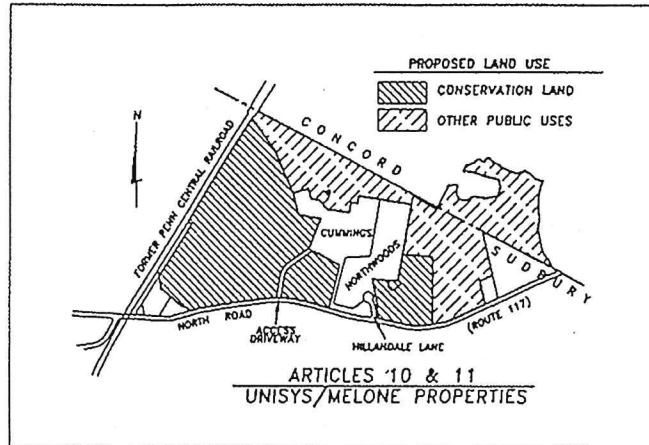 PROPOSED LAND USE
CONSERVATION LAND
OTHER PUBLIC USES
N
CONCORD
FORMER PENN CENTRAL RAILROAD
CUMMINGS
NORTHWOODS
SUDBURY
NORTH ROAD
(ROUTE 117)
ACCESS
DRIVEWAY
HILLANDALE LANE
ARTICLES '10 & 11
UNISYS/MELONE PROPERTIES